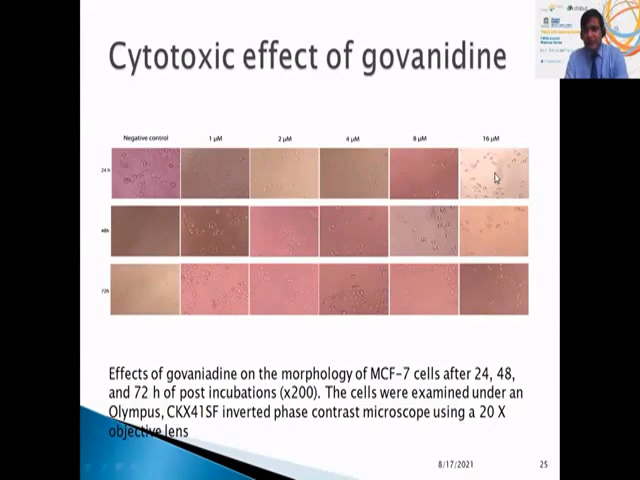 Cytotoxic effect of govanidine
Negative control 1 µM 2 µM 4 µM 8 µM 16 µM
24 h
48h
72h
Effects of govaniadine on the morphology of MCF-7 cells after 24, 48,
and 72 h of post incubations (x200). The cells were examined under an
Olympus, CKX41SF inverted phase contrast microscope using a 20 X
objective lens
8/17/2021 25